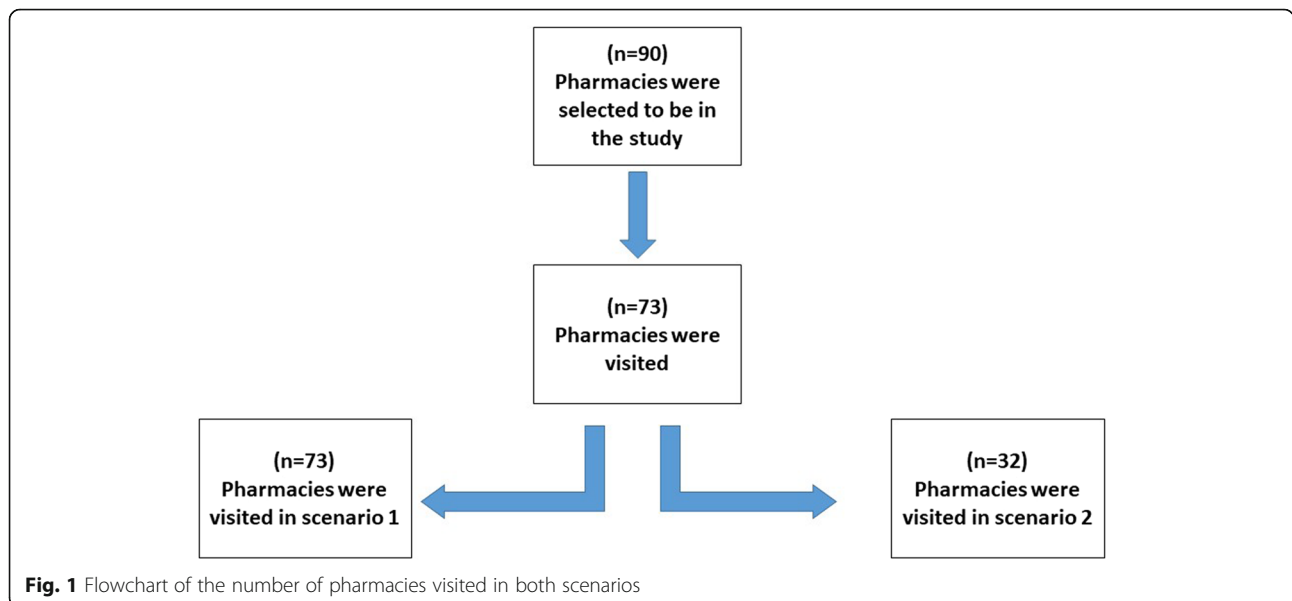 (n=90)
Pharmacies were
selected to be in
the study
(n=73)
Pharmacies were
visited
(n=73)
Pharmacies were
visited in scenario 1
(n=32)
Pharmacies were
visited in scenario 2
Fig. 1 Flowchart of the number of pharmacies visited in both scenarios